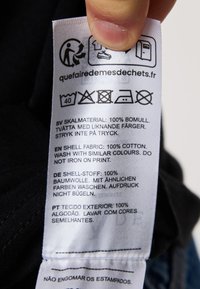 quefairedemesdechets.fr
40
SV SKALMATERIAL: 100% BOMULL.
TVÄTTA MED LIKNANDE FÄRGER.
STRYK INTE PÅ TRYCK.
EN SHELL FABRIC: 100% COTTON.
WASH WITH SIMILAR COLOURS. DO
NOT IRON ON PRINT.
DE SHELL-STOFF: 100%
BAUMWOLLE. MIT ÄHNLICHEN
FARBEN WASCHEN. AUFDRUCK
NICHT BÜGELN.
PT TECIDO EXTERIOR: 100%
ALGODÃO. LAVAR COM CORES
SEMELHANTES.
NÃO ENGOMAR OS ESTAMPADOS.